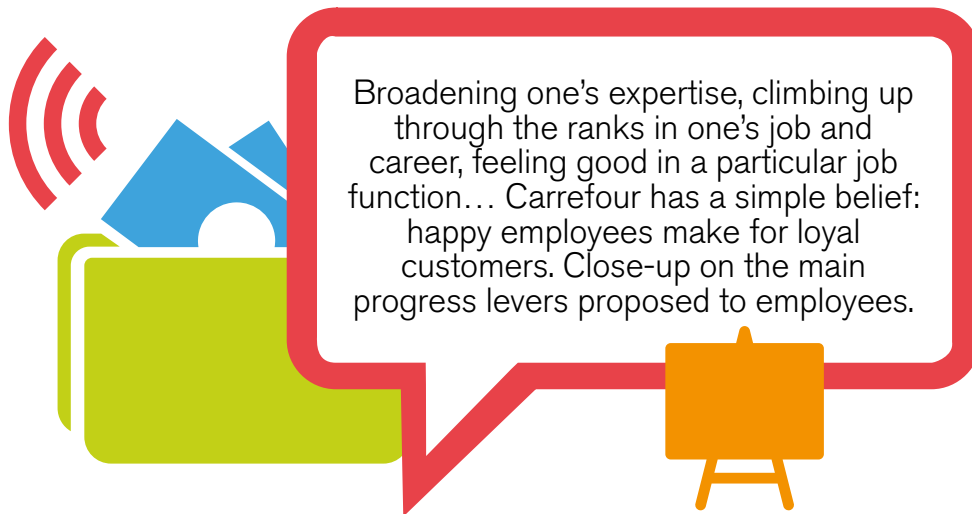 Broadening one’s expertise, climbing up
through the ranks in one’s job and
career, feeling good in a particular job
function… Carrefour has a simple belief:
happy employees make for loyal
customers. Close-up on the main
progress levers proposed to employees.